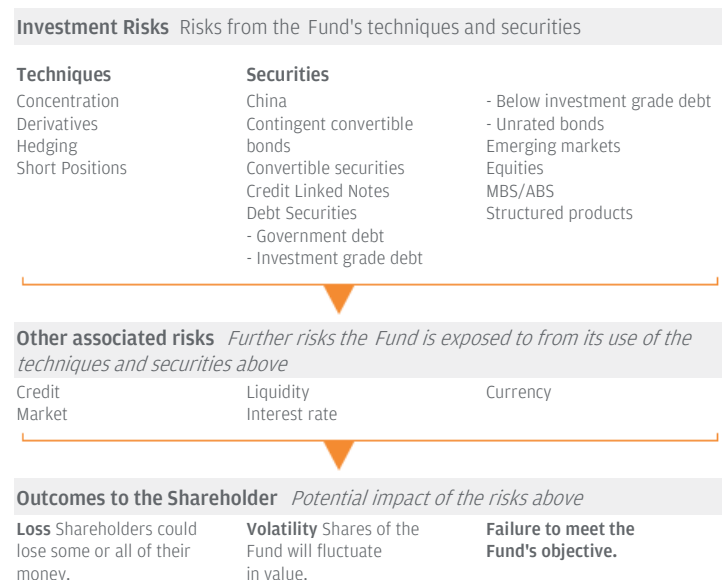 Investment Risks Risks from the Fund's techniques and securities
Techniques
Concentration
Derivatives
Hedging
Short Positions
Securities
China
Contingent convertible
bonds
Convertible securities
Credit Linked Notes
Debt Securities
- Government debt
- Investment grade debt
- Below investment grade debt
- Unrated bonds
Emerging markets
Equities
MBS/ABS
Structured products
Other associated risks Further risks the Fund is exposed to from its use of the
techniques and securities above
Credit
Market
Liquidity
Interest rate
Currency
Outcomes to the Shareholder Potential impact of the risks above
Loss Shareholders could
lose some or all of their
money.
Volatility Shares of the
Fund will fluctuate
in value.
Failure to meet the
Fund's objective.